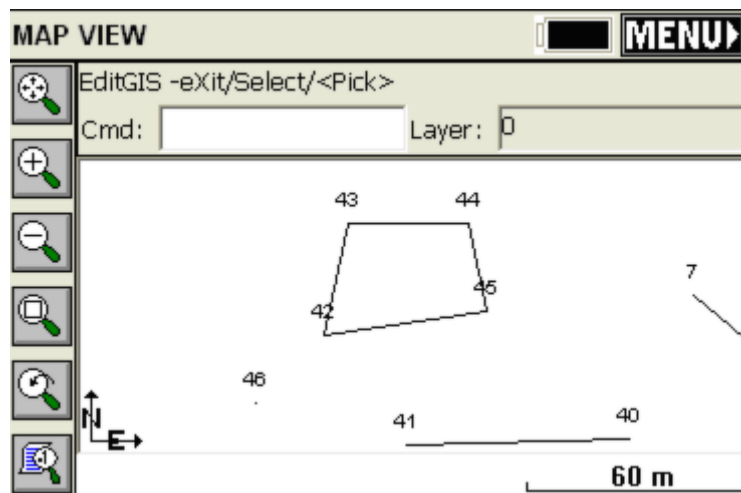 MAP VIEW MENU
EditGIS -eXit/Select/<Pick>
Cmd: Layer: 0
43 44
7
45
42
46
41 40
N
E
60 m